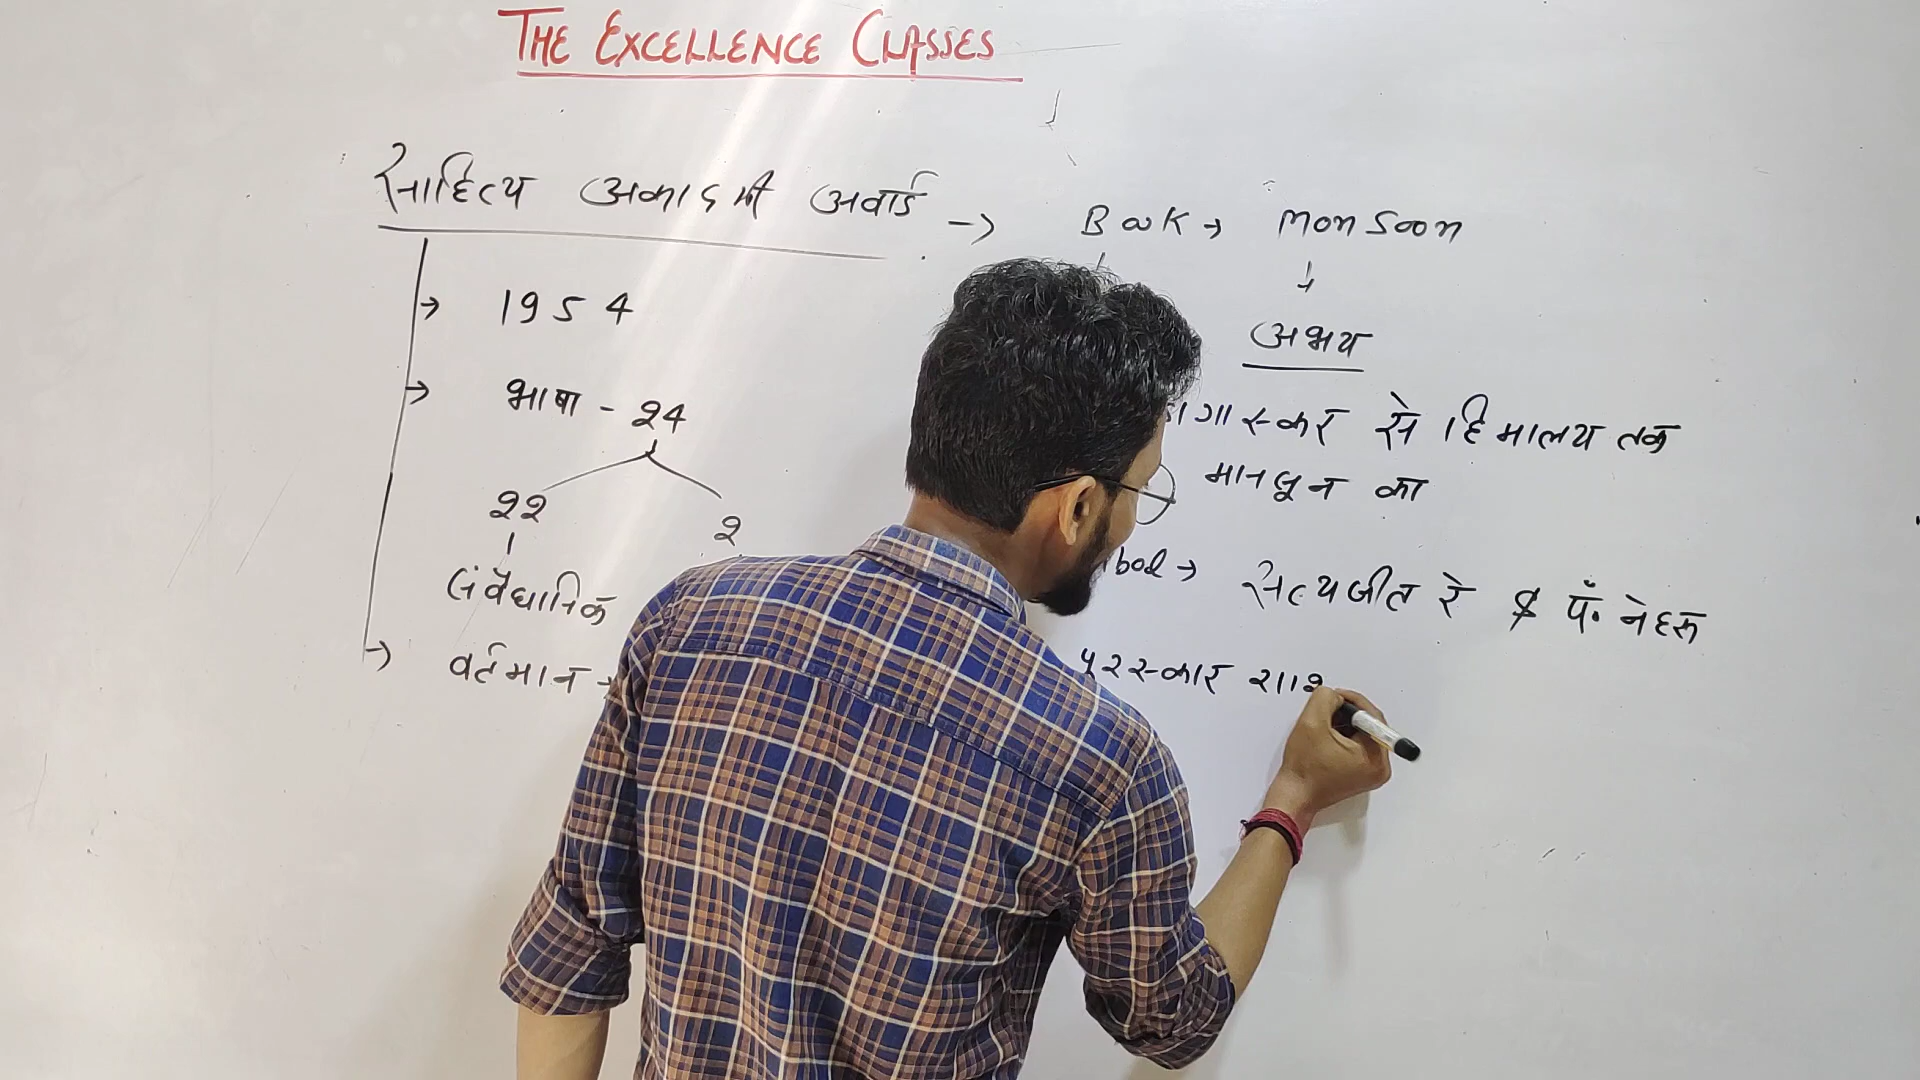 THE EXCELLENCE CLASSES
साहित्य अकादमी अवार्ड -> Book → Monsoon
→ 1954
अभय
→ भाषा - 24
से हिमालय तक
मानसून का
22 2
संवैधानिक
सत्यजीत रे पं. नेहरू
→ वर्तमान →
पुरस्कार